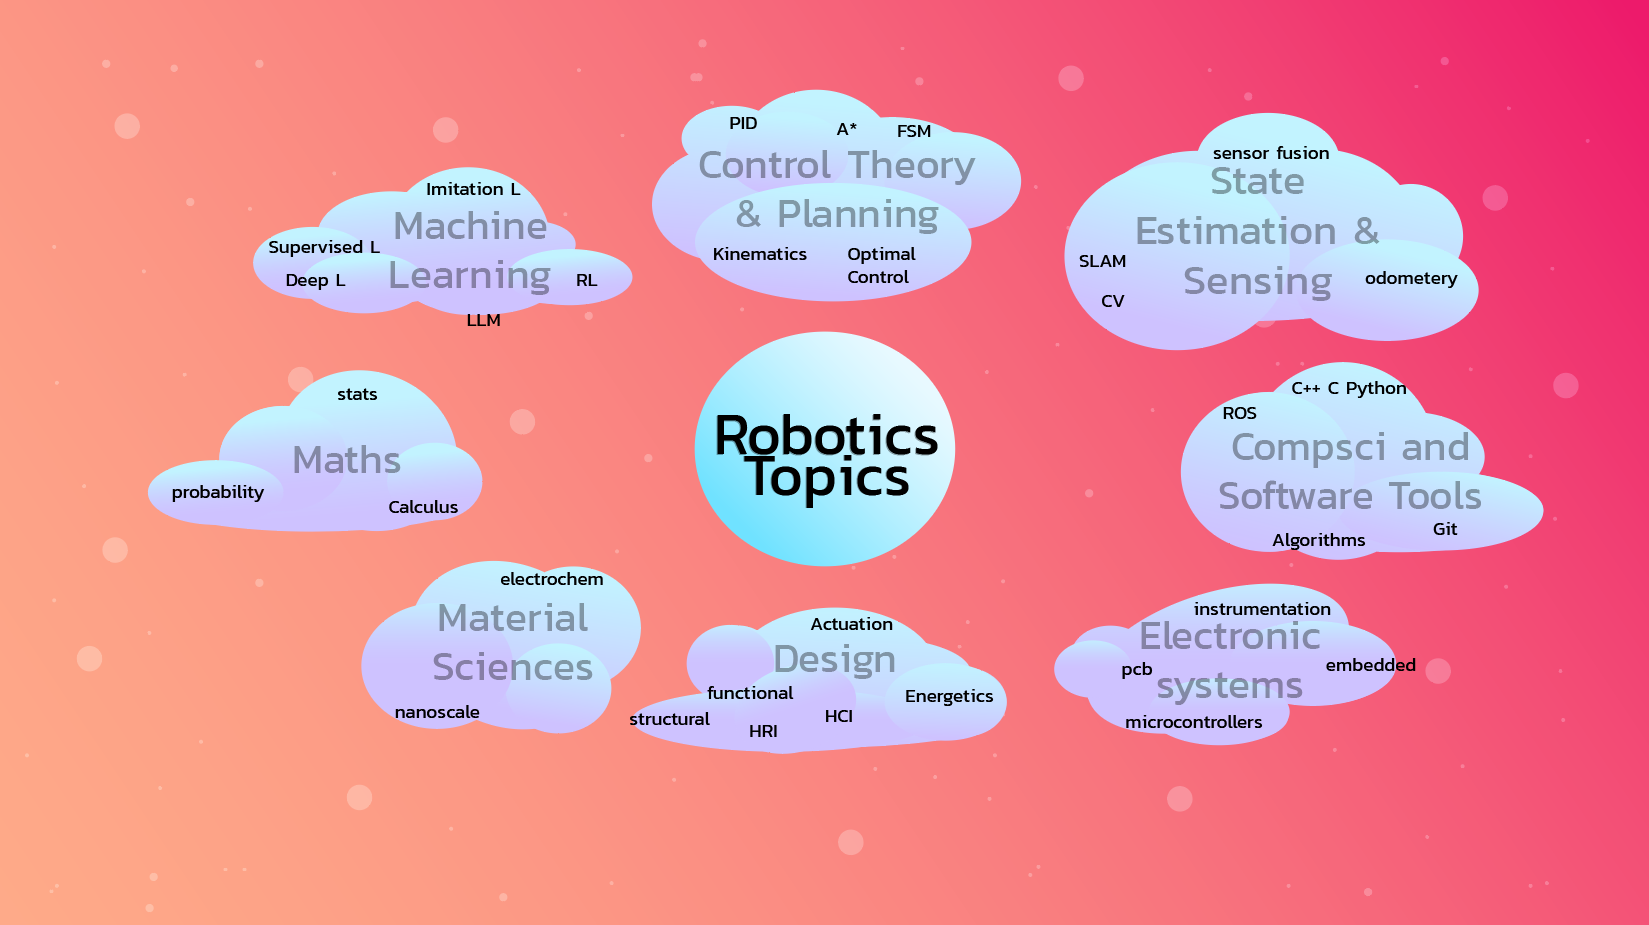 PID
A*
FSM
Control Theory
& Planning
Kinematics
Optimal
Control
sensor fusion
State
Estimation &
Sensing
SLAM
odometery
CV
Imitation L
Machine
Learning
Supervised L
Deep L
RL
LLM
Robotics
Topics
stats
Maths
probability
Calculus
C++ C Python
ROS
Compsci and
Software Tools
Git
Algorithms
electrochem
Material
Sciences
nanoscale
Actuation
Design
functional
Energetics
structural
HCI
HRI
instrumentation
Electronic
systems
pcb
embedded
microcontrollers